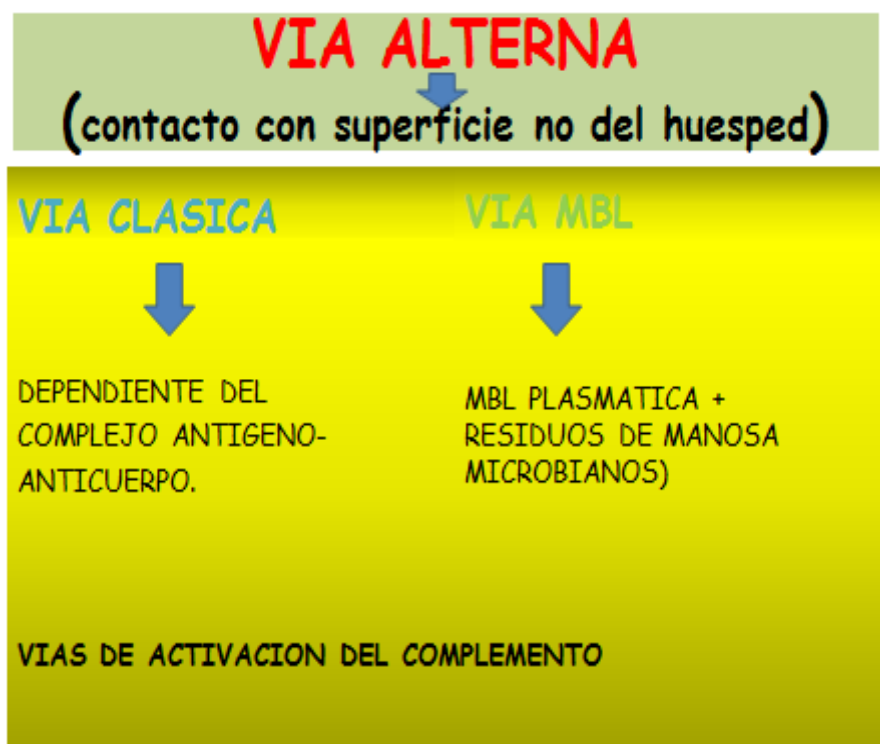 VIA ALTERNA
(contacto con superficie no del huesped)
VIA CLASICA
VIA MBL
DEPENDIENTE DEL
COMPLEJO ANTIGENO-
ANTICUERPO.
MBL PLASMATICA +
RESIDUOS DE MANOSA
MICROBIANOS)
VIAS DE ACTIVACION DEL COMPLEMENTO